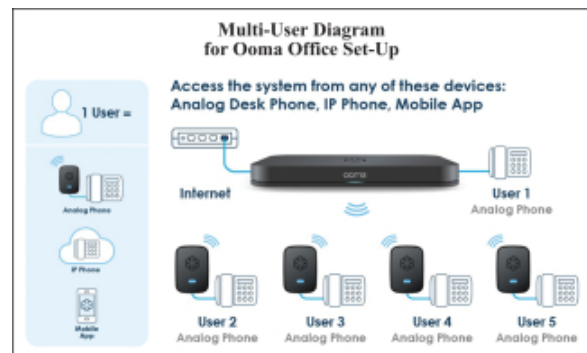 Multi-User Diagram
for Ooma Office Set-Up
1 User =
Analog Phone
IP Phone
Mobile
App
Access the system from any of these devices:
Analog Desk Phone, IP Phone, Mobile App
Internet
ooma
User 1
Analog Phone
User 2
Analog Phone
User 3
Analog Phone
User 4
Analog Phone
User 5
Analog Phone